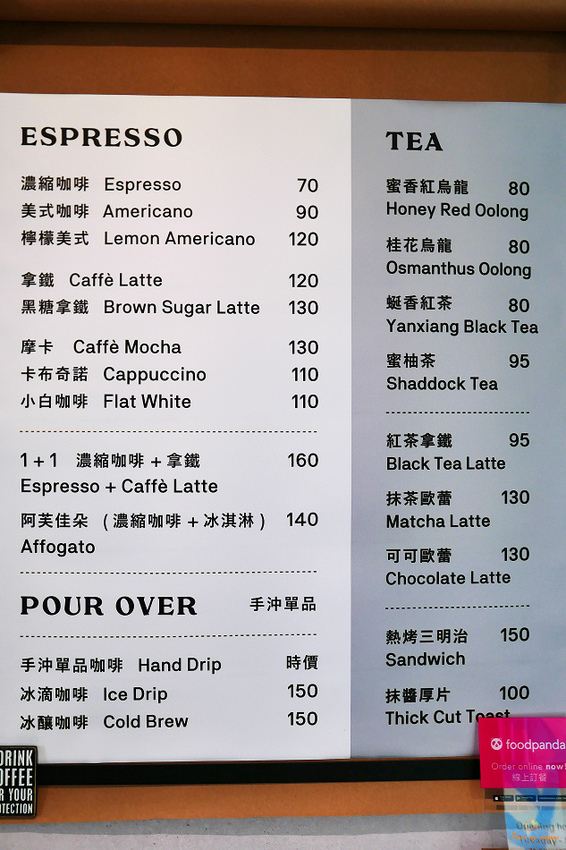 ESPRESSO
濃縮咖啡 Espresso 70
美式咖啡 Americano 90
檸檬美式 Lemon Americano 120
拿鐵 Caffè Latte 120
黑糖拿鐵 Brown Sugar Latte 130
摩卡 Caffè Mocha 130
卡布奇諾 Cappuccino 110
小白咖啡 Flat White 110
1+1 濃縮咖啡+拿鐵 160
Espresso + Caffè Latte
阿芙佳朵 (濃縮咖啡+冰淇淋) 140
Affogato
POUR OVER 手沖單品
手沖單品咖啡 Hand Drip 時價
冰滴咖啡 Ice Drip 150
冰釀咖啡 Cold Brew 150
TEA
蜜香紅烏龍 80
Honey Red Oolong
桂花烏龍 80
Osmanthus Oolong
蜒香紅茶 80
Yanxiang Black Tea
蜜柚茶 95
Shaddock Tea
紅茶拿鐵 95
Black Tea Latte
抹茶歐蕾 130
Matcha Latte
可可歐蕾 130
Chocolate Latte
熱烤三明治 150
Sandwich
抹醬厚片 100
Thick Cut Toast
foodpanda
Order online now!
線上訂餐
DRINK
COFFEE
YOUR